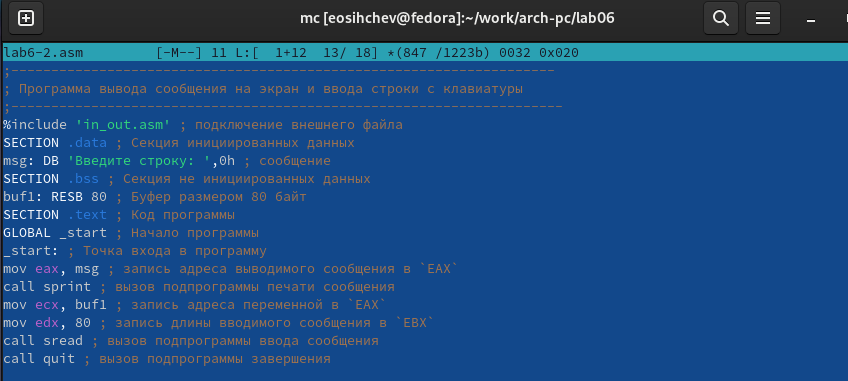 mc [eosihchev@fedora]:~/work/arch-pc/lab06
lab6-2.asm [-M--] 11 L:[ 1+12 13/ 18] *(847 /1223b) 0032 0x020
;--------------------------------------------------------------------
; Программа вывода сообщения на экран и ввода строки с клавиатуры
;---------------------------------------------------------------------
%include 'in_out.asm' ; подключение внешнего файла
SECTION .data ; Секция инициированных данных
msg: DB 'Введите строку: ',0h ; сообщение
SECTION .bss ; Секция не инициированных данных
buf1: RESB 80 ; Буфер размером 80 байт
SECTION .text ; Код программы
GLOBAL _start ; Начало программы
_start: ; Точка входа в программу
mov eax, msg ; запись адреса выводимого сообщения в `EAX`
call sprint ; вызов подпрограммы печати сообщения
mov ecx, buf1 ; запись адреса переменной в `EAX`
mov edx, 80 ; запись длины вводимого сообщения в `EBX`
call sread ; вызов подпрограммы ввода сообщения
call quit ; вызов подпрограммы завершения